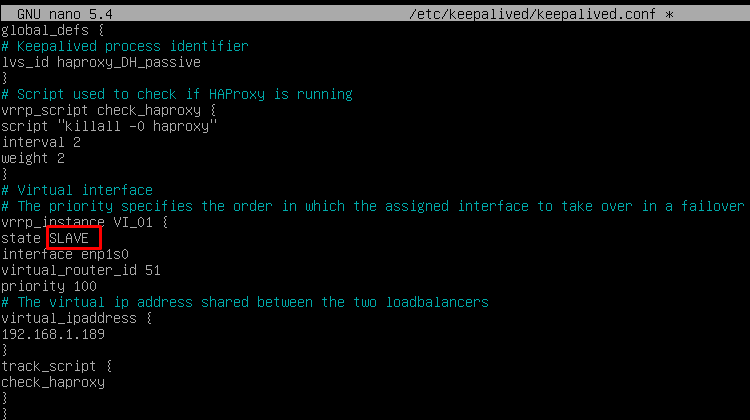 GNU nano 5.4 /etc/keepalived/keepalived.conf *
global_defs {
# Keepalived process identifier
lvs_id haproxy_DH_passive
}
# Script used to check if HAProxy is running
vrrp_script check_haproxy {
script "killall -0 haproxy"
interval 2
weight 2
}
# Virtual interface
# The priority specifies the order in which the assigned interface to take over in a failover
vrrp_instance VI_01 {
state SLAVE
interface enp1s0
virtual_router_id 51
priority 100
# The virtual ip address shared between the two loadbalancers
virtual_ipaddress {
192.168.1.189
}
track_script {
check_haproxy
}
}